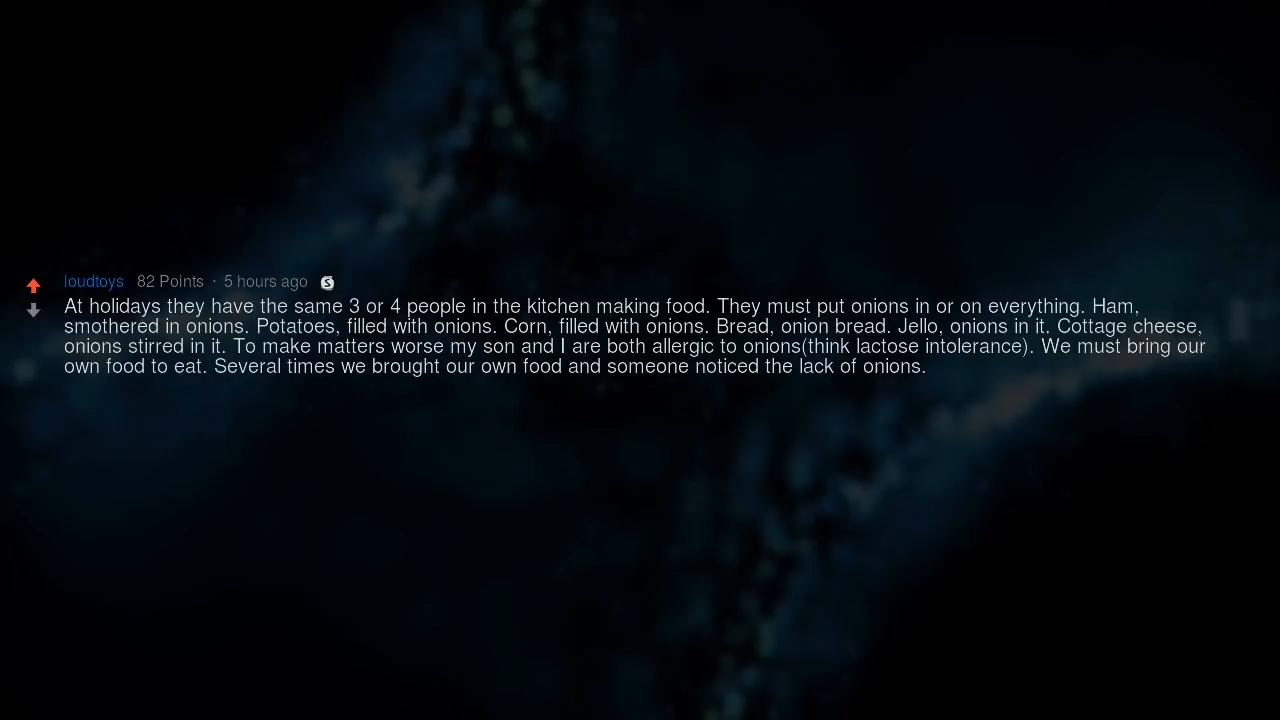 loudtoys 82 Points · 5 hours ago
At holidays they have the same 3 or 4 people in the kitchen making food. They must put onions in or on everything. Ham,
smothered in onions. Potatoes, filled with onions. Corn, filled with onions. Bread, onion bread. Jello, onions in it. Cottage cheese,
onions stirred in it. To make matters worse my son and I are both allergic to onions(think lactose intolerance). We must bring our
own food to eat. Several times we brought our own food and someone noticed the lack of onions.